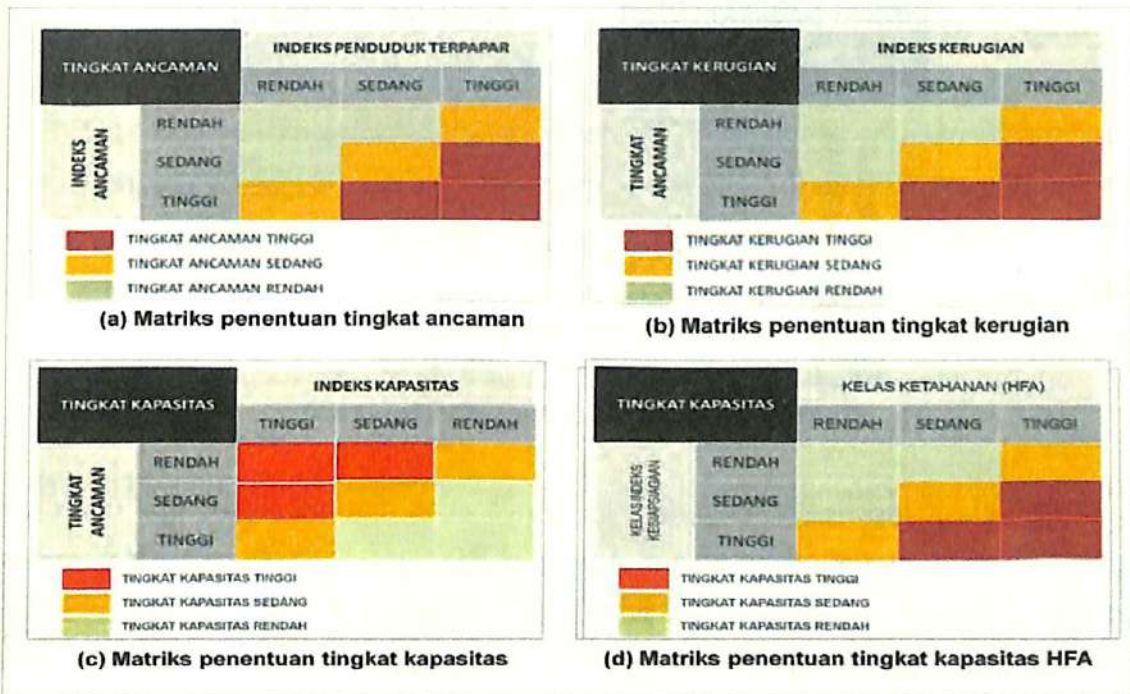 TINGKAT ANCAMAN
INDEKS PENDUDUK TERPAPAR
RENDAH SEDANG TINGGI
INDEKS ANCAMAN
RENDAH
SEDANG
TINGGI
TINGKAT ANCAMAN TINGGI
TINGKAT ANCAMAN SEDANG
TINGKAT ANCAMAN RENDAH
(a) Matriks penentuan tingkat ancaman
TINGKAT KERUGIAN
INDEKS KERUGIAN
RENDAH SEDANG TINGGI
TINGKAT ANCAMAN
RENDAH
SEDANG
TINGGI
TINGKAT KERUGIAN TINGGI
TINGKAT KERUGIAN SEDANG
TINGKAT KERUGIAN RENDAH
(b) Matriks penentuan tingkat kerugian
TINGKAT KAPASITAS
INDEKS KAPASITAS
TINGGI SEDANG RENDAH
TINGKAT ANCAMAN
RENDAH
SEDANG
TINGGI
TINGKAT KAPASITAS TINGGI
TINGKAT KAPASITAS SEDANG
TINGKAT KAPASITAS RENDAH
(c) Matriks penentuan tingkat kapasitas
TINGKAT KAPASITAS
KELAS KETAHANAN (HFA)
RENDAH SEDANG TINGGI
KELAS INDEKS KESIAPSIAGAAN
RENDAH
SEDANG
TINGGI
TINGKAT KAPASITAS TINGGI
TINGKAT KAPASITAS SEDANG
TINGKAT KAPASITAS RENDAH
(d) Matriks penentuan tingkat kapasitas HFA